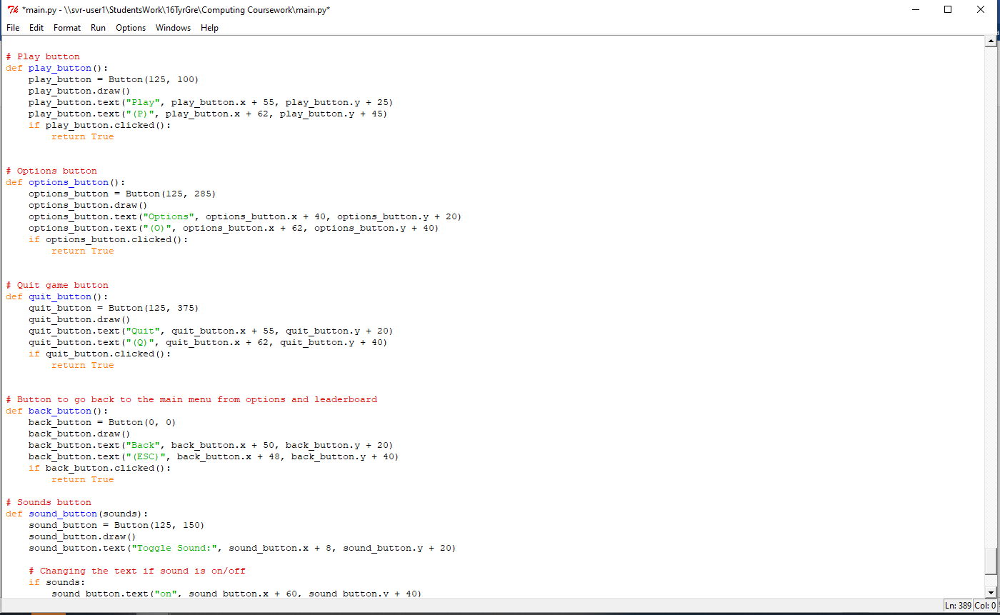 *main.py - \\svr-user1\StudentsWork\16TyrGre\Computing Coursework\main.py*
File Edit Format Run Options Windows Help
# Play button
def play_button():
    play_button = Button(125, 100)
    play_button.draw()
    play_button.text("Play", play_button.x + 55, play_button.y + 25)
    play_button.text("(P)", play_button.x + 62, play_button.y + 45)
    if play_button.clicked():
        return True
# Options button
def options_button():
    options_button = Button(125, 285)
    options_button.draw()
    options_button.text("Options", options_button.x + 40, options_button.y + 20)
    options_button.text("(O)", options_button.x + 62, options_button.y + 40)
    if options_button.clicked():
        return True
# Quit game button
def quit_button():
    quit_button = Button(125, 375)
    quit_button.draw()
    quit_button.text("Quit", quit_button.x + 55, quit_button.y + 20)
    quit_button.text("(Q)", quit_button.x + 62, quit_button.y + 40)
    if quit_button.clicked():
        return True
# Button to go back to the main menu from options and leaderboard
def back_button():
    back_button = Button(0, 0)
    back_button.draw()
    back_button.text("Back", back_button.x + 50, back_button.y + 20)
    back_button.text("(ESC)", back_button.x + 48, back_button.y + 40)
    if back_button.clicked():
        return True
# Sounds button
def sound_button(sounds):
    sound_button = Button(125, 150)
    sound_button.draw()
    sound_button.text("Toggle Sound:", sound_button.x + 8, sound_button.y + 20)
    # Changing the text if sound is on/off
    if sounds:
        sound_button.text("on", sound_button.x + 60, sound_button.y + 40)
Ln: 389 Col: 0